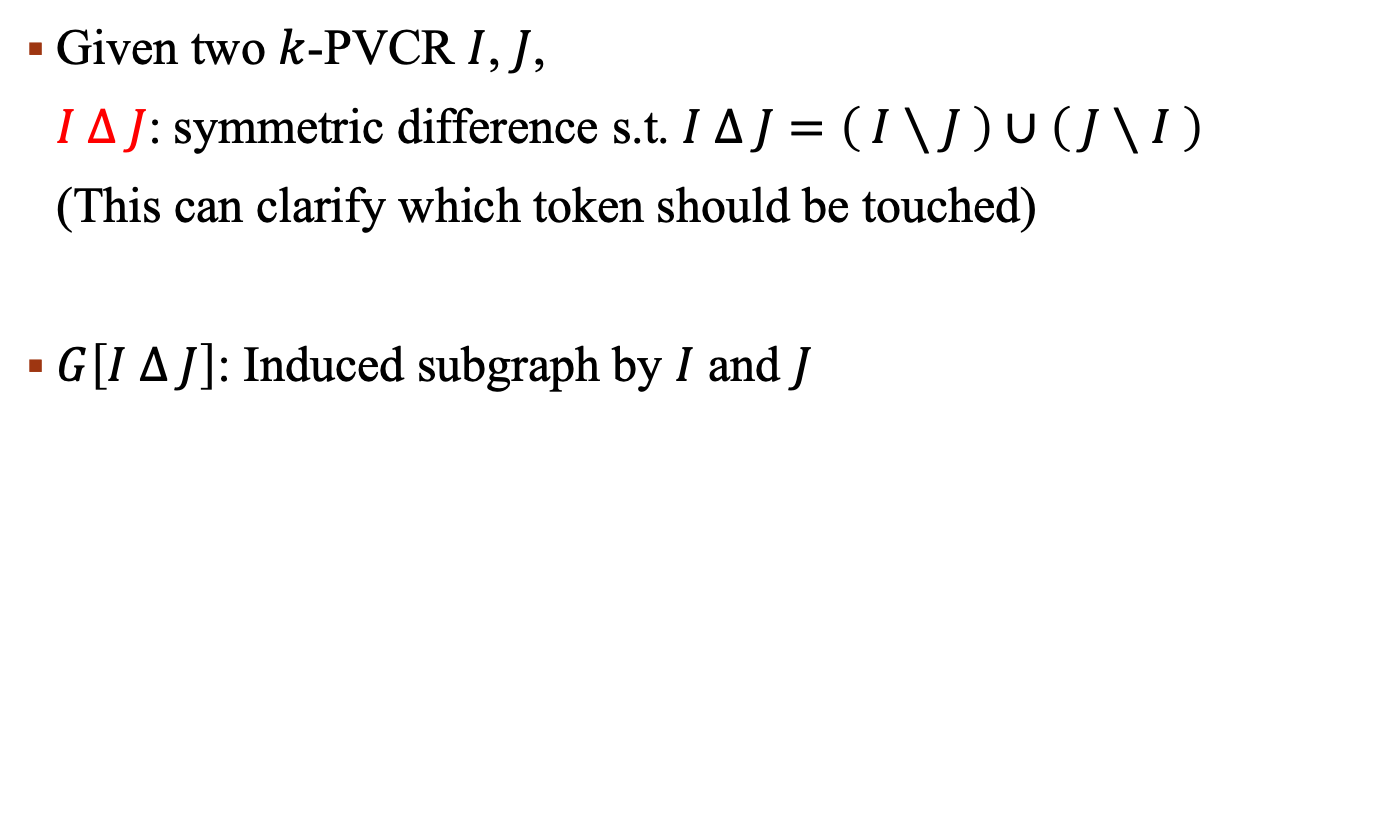 ▪ Given two k-PVCR I, J,
I Δ J: symmetric difference s.t. I Δ J = ( I \ J ) ∪ ( J \ I )
(This can clarify which token should be touched)
▪ G[I Δ J]: Induced subgraph by I and J